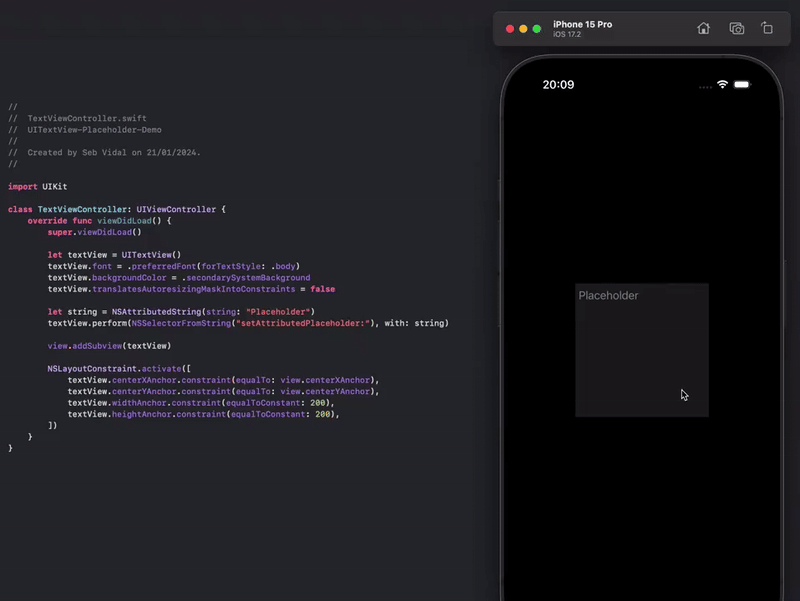 //
//  TextViewController.swift
//  UITextView-Placeholder-Demo
//
//  Created by Seb Vidal on 21/01/2024.
//
import UIKit
class TextViewController: UIViewController {
    override func viewDidLoad() {
        super.viewDidLoad()
        let textView = UITextView()
        textView.font = .preferredFont(forTextStyle: .body)
        textView.backgroundColor = .secondarySystemBackground
        textView.translatesAutoresizingMaskIntoConstraints = false
        let string = NSAttributedString(string: "Placeholder")
        textView.perform(NSSelectorFromString("setAttributedPlaceholder:"), with: string)
        view.addSubview(textView)
        NSLayoutConstraint.activate([
            textView.centerXAnchor.constraint(equalTo: view.centerXAnchor),
            textView.centerYAnchor.constraint(equalTo: view.centerYAnchor),
            textView.widthAnchor.constraint(equalToConstant: 200),
            textView.heightAnchor.constraint(equalToConstant: 200),
        ])
    }
}
iPhone 15 Pro
iOS 17.2
20:09
Placeholder